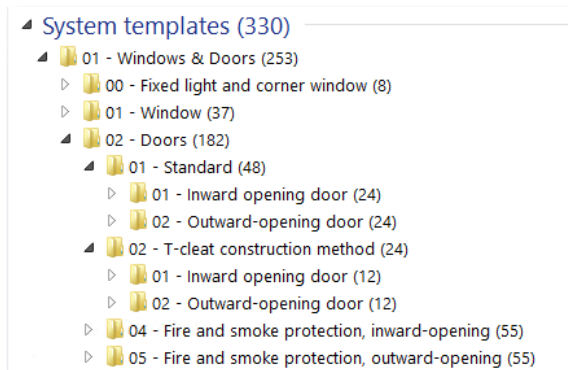 System templates (330)
01 - Windows & Doors (253)
00 - Fixed light and corner window (8)
01 - Window (37)
02 - Doors (182)
01 - Standard (48)
01 - Inward opening door (24)
02 - Outward-opening door (24)
02 - T-cleat construction method (24)
01 - Inward opening door (12)
02 - Outward-opening door (12)
04 - Fire and smoke protection, inward-opening (55)
05 - Fire and smoke protection, outward-opening (55)